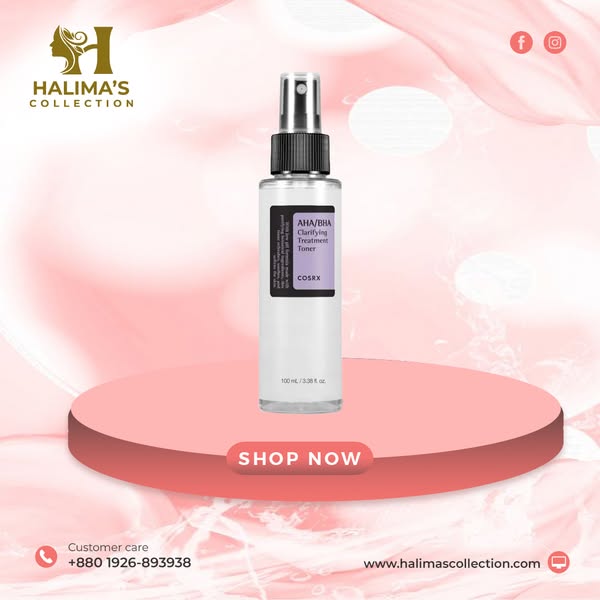 H
HALIMA'S
COLLECTION
AHA/BHA
Clarifying
Treatment
Toner
COSRX
100 mL / 3.38 fl. oz.
SHOP NOW
Customer care
+880 1926-893938
www.halimascollection.com